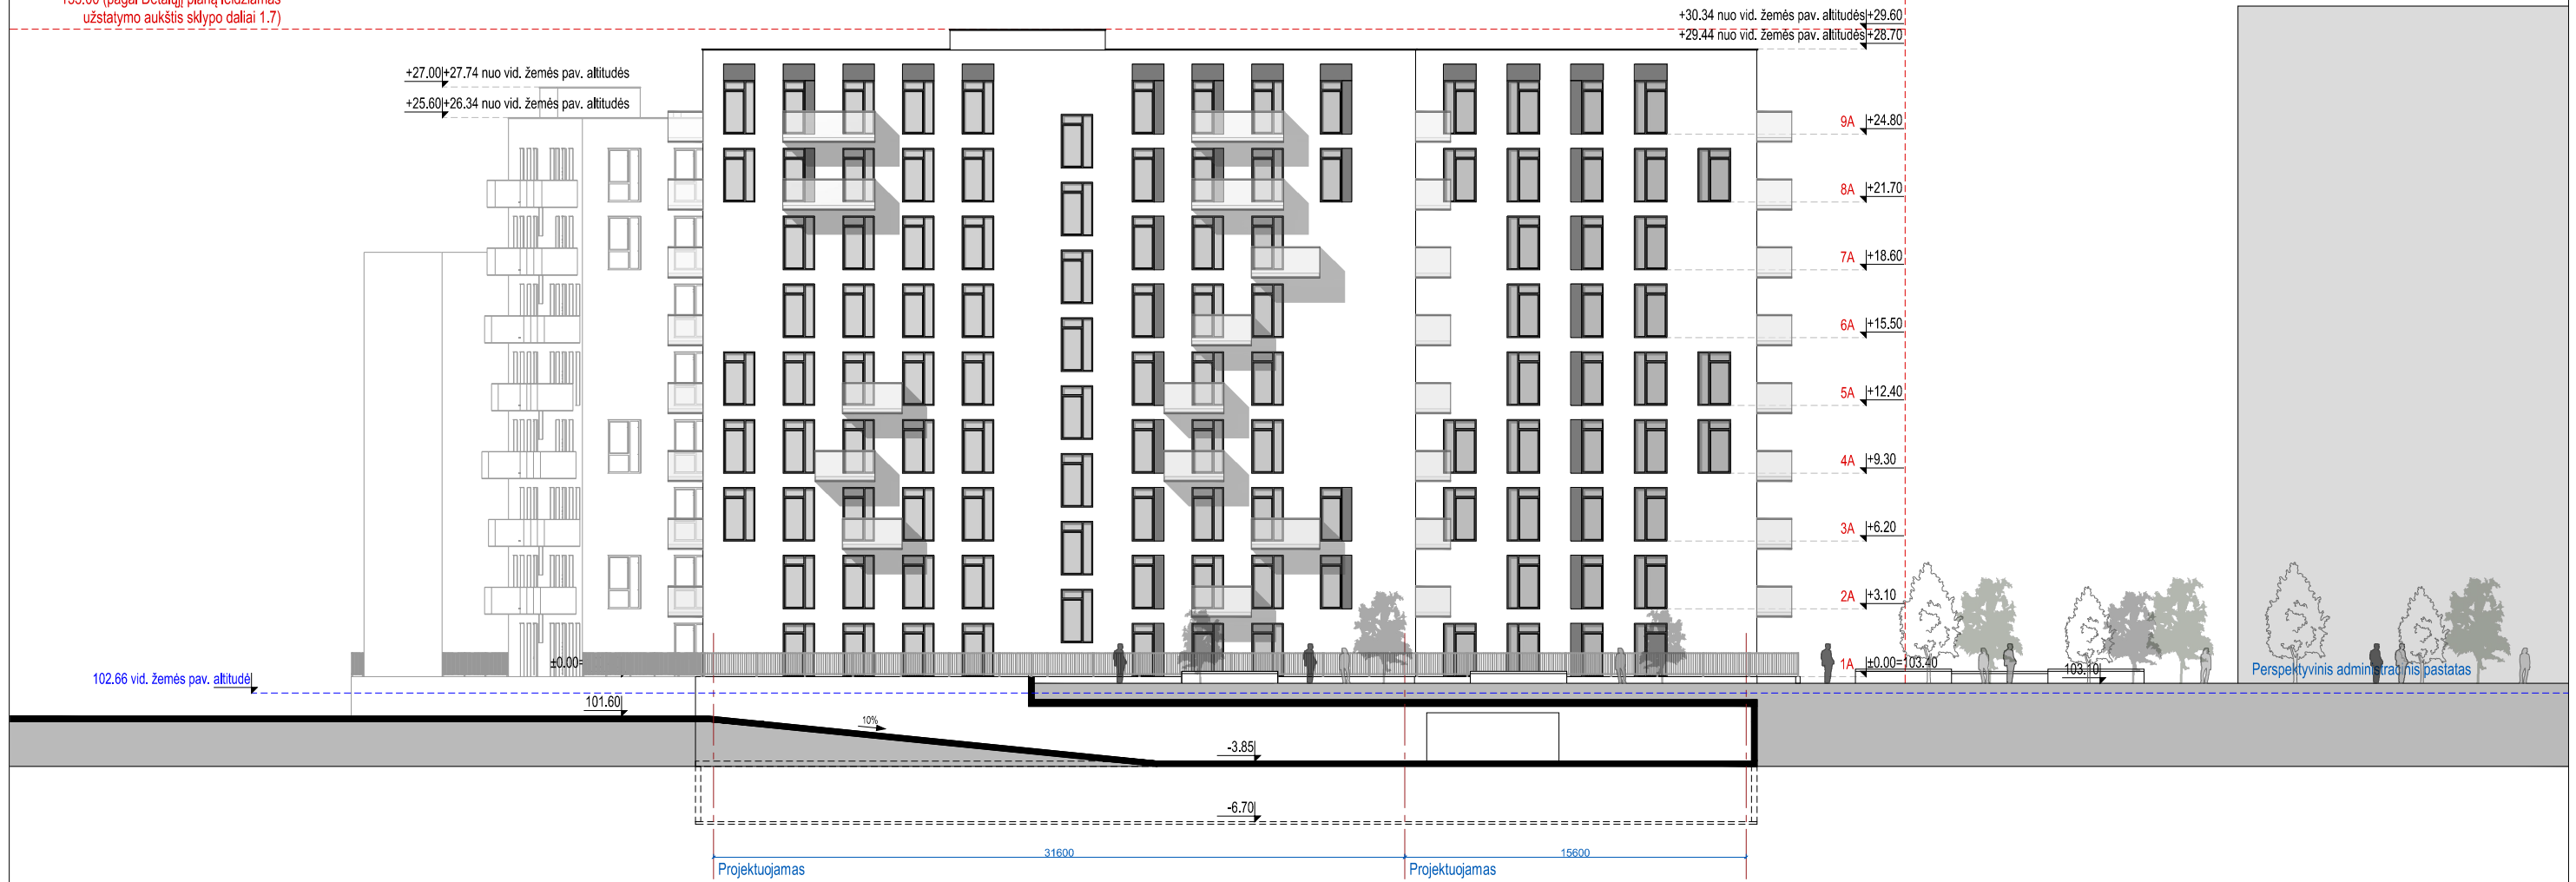 užstatymo aukštis sklypo daliai 1.7)
+30.34 nuo vid. žemės pav. altitudės +29.60
+29.44 nuo vid. žemės pav. altitudės +28.70
+27.00 +27.74 nuo vid. žemės pav. altitudės
+25.60 +26.34 nuo vid. žemės pav. altitudės
9A +24.80
8A +21.70
7A +18.60
6A +15.50
5A +12.40
4A +9.30
3A +6.20
2A +3.10
±0.00=
1A ±0.00=103.40
103.10
Perspektyvinis administracinis pastatas
102.66 vid. žemės pav. altitudė
101.60
10%
-3.85
-6.70
31600
15600
Projektuojamas
Projektuojamas